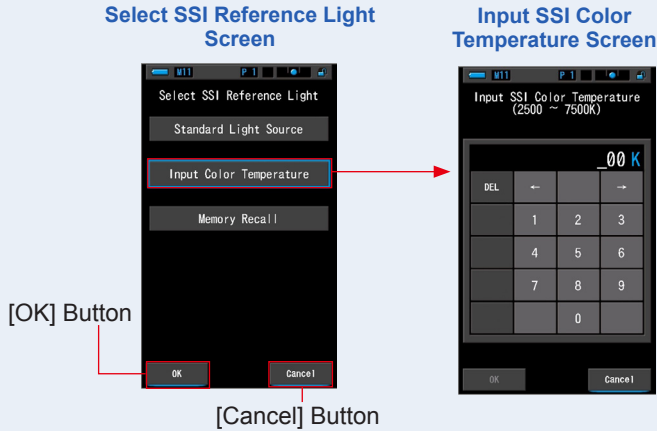 Select SSI Reference Light
Screen
M11 P 1
Select SSI Reference Light
Standard Light Source
Input Color Temperature
Memory Recall
OK Cancel
[OK] Button
[Cancel] Button
Input SSI Color
Temperature Screen
M11 P 1
Input SSI Color Temperature
(2500 ~ 7500K)
_00 K
DEL ← →
1 2 3
4 5 6
7 8 9
0
OK Cancel